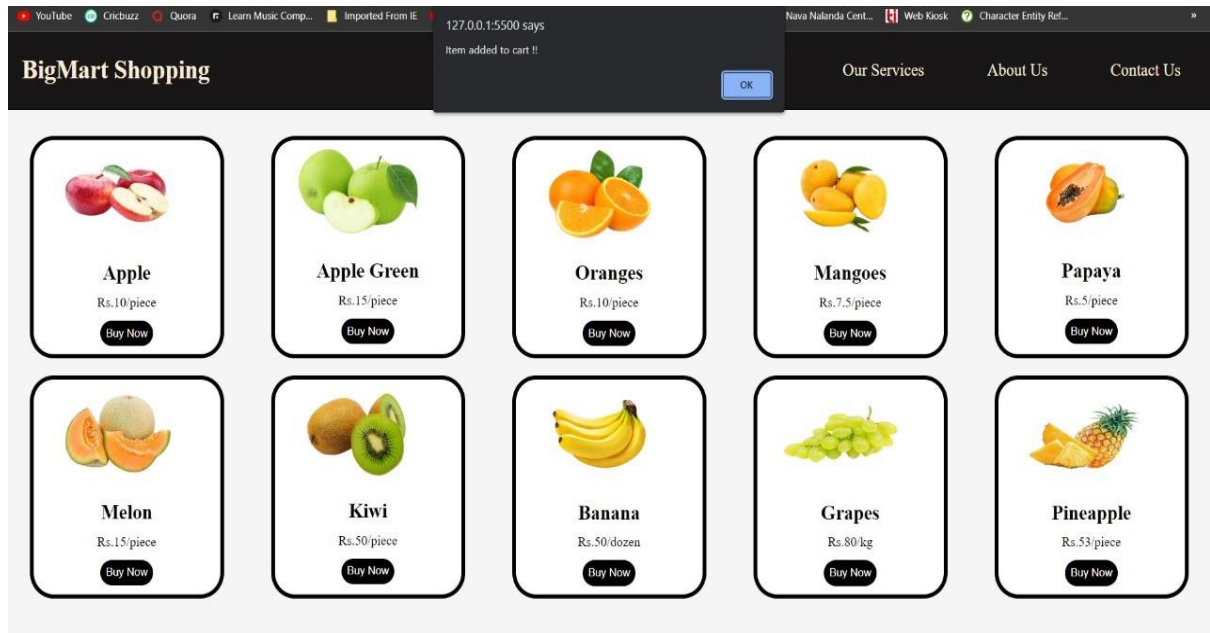 YouTube Cricbuzz Quora Learn Music Comp... Imported From IE Nava Nalanda Cent... Web Kiosk Character Entity Ref... »
127.0.0.1:5500 says
Item added to cart !!
OK
BigMart Shopping Our Services About Us Contact Us
Apple Apple Green Oranges Mangoes Papaya
Rs.10/piece Rs.15/piece Rs.10/piece Rs.7.5/piece Rs.5/piece
Buy Now Buy Now Buy Now Buy Now Buy Now
Melon Kiwi Banana Grapes Pineapple
Rs.15/piece Rs.50/piece Rs.50/dozen Rs.80/kg Rs.53/piece
Buy Now Buy Now Buy Now Buy Now Buy Now